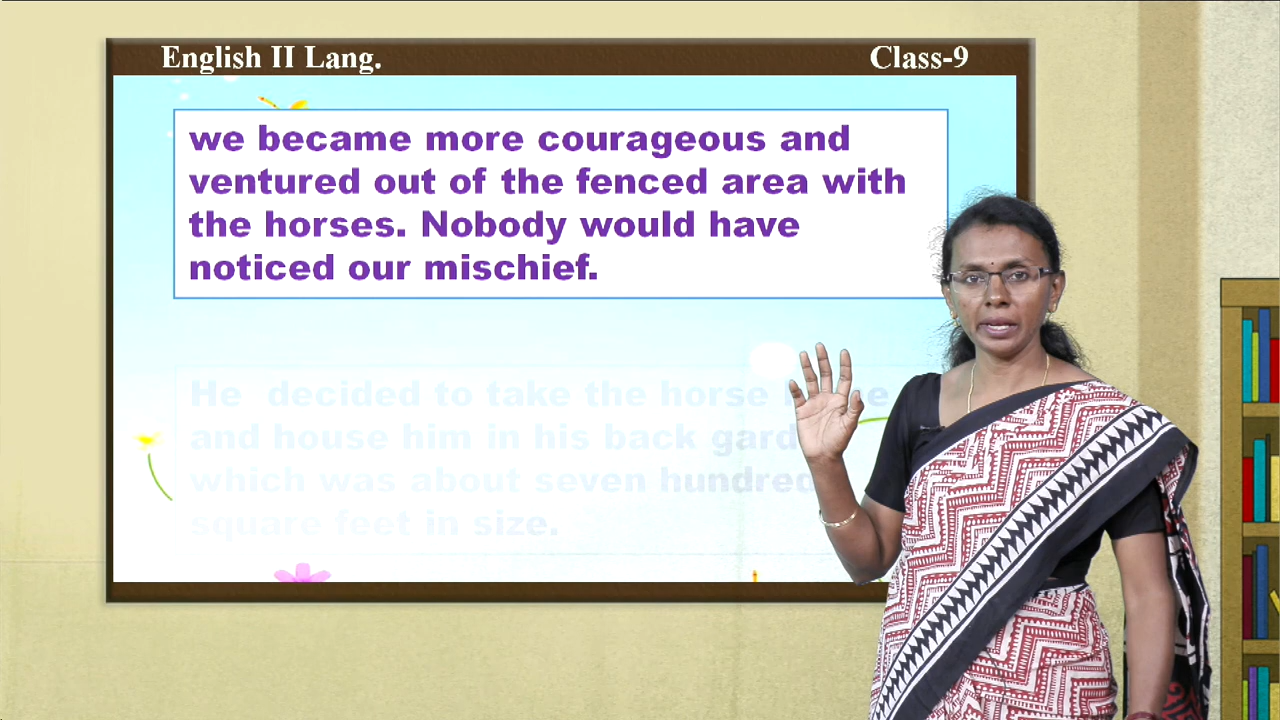 English II Lang. Class-9
we became more courageous and
ventured out of the fenced area with
the horses. Nobody would have
noticed our mischief.
He decided to take the horse
and house him in his back
which was about seven hundred
square feet in size.